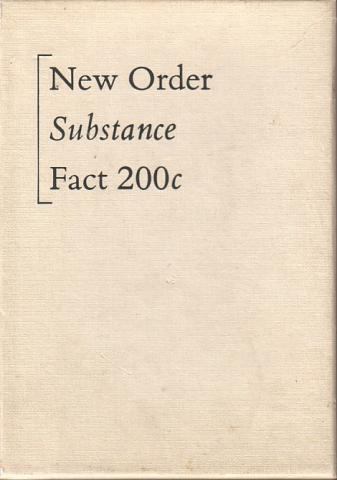 New Order
Substance
Fact 200c